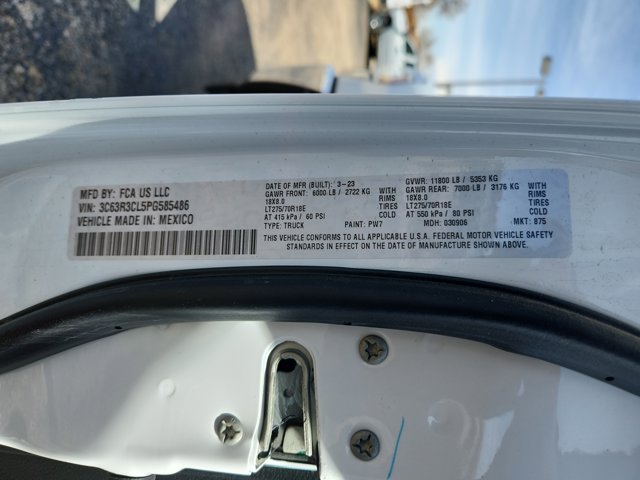 MFD BY: FCA US LLC
VIN: 3C63R3CL5PG585486
VEHICLE MADE IN: MEXICO
DATE OF MFR (BUILT): 3-23
GAWR FRONT: 6000 LB / 2722 KG
18X8.0 RIMS
LT275/70R18E TIRES
AT 415 kPa / 60 PSI
TYPE: TRUCK PAINT: PW7
GVWR: 11800 LB / 5353 KG
GAWR REAR: 7000 LB / 3176 KG
18X8.0 RIMS
LT275/70R18E TIRES
AT 550 kPa / 80 PSI
MDH: 030906 MKT: 875
THIS VEHICLE CONFORMS TO ALL APPLICABLE U.S.A. FEDERAL MOTOR VEHICLE SAFETY
STANDARDS IN EFFECT ON THE DATE OF MANUFACTURE SHOWN ABOVE.